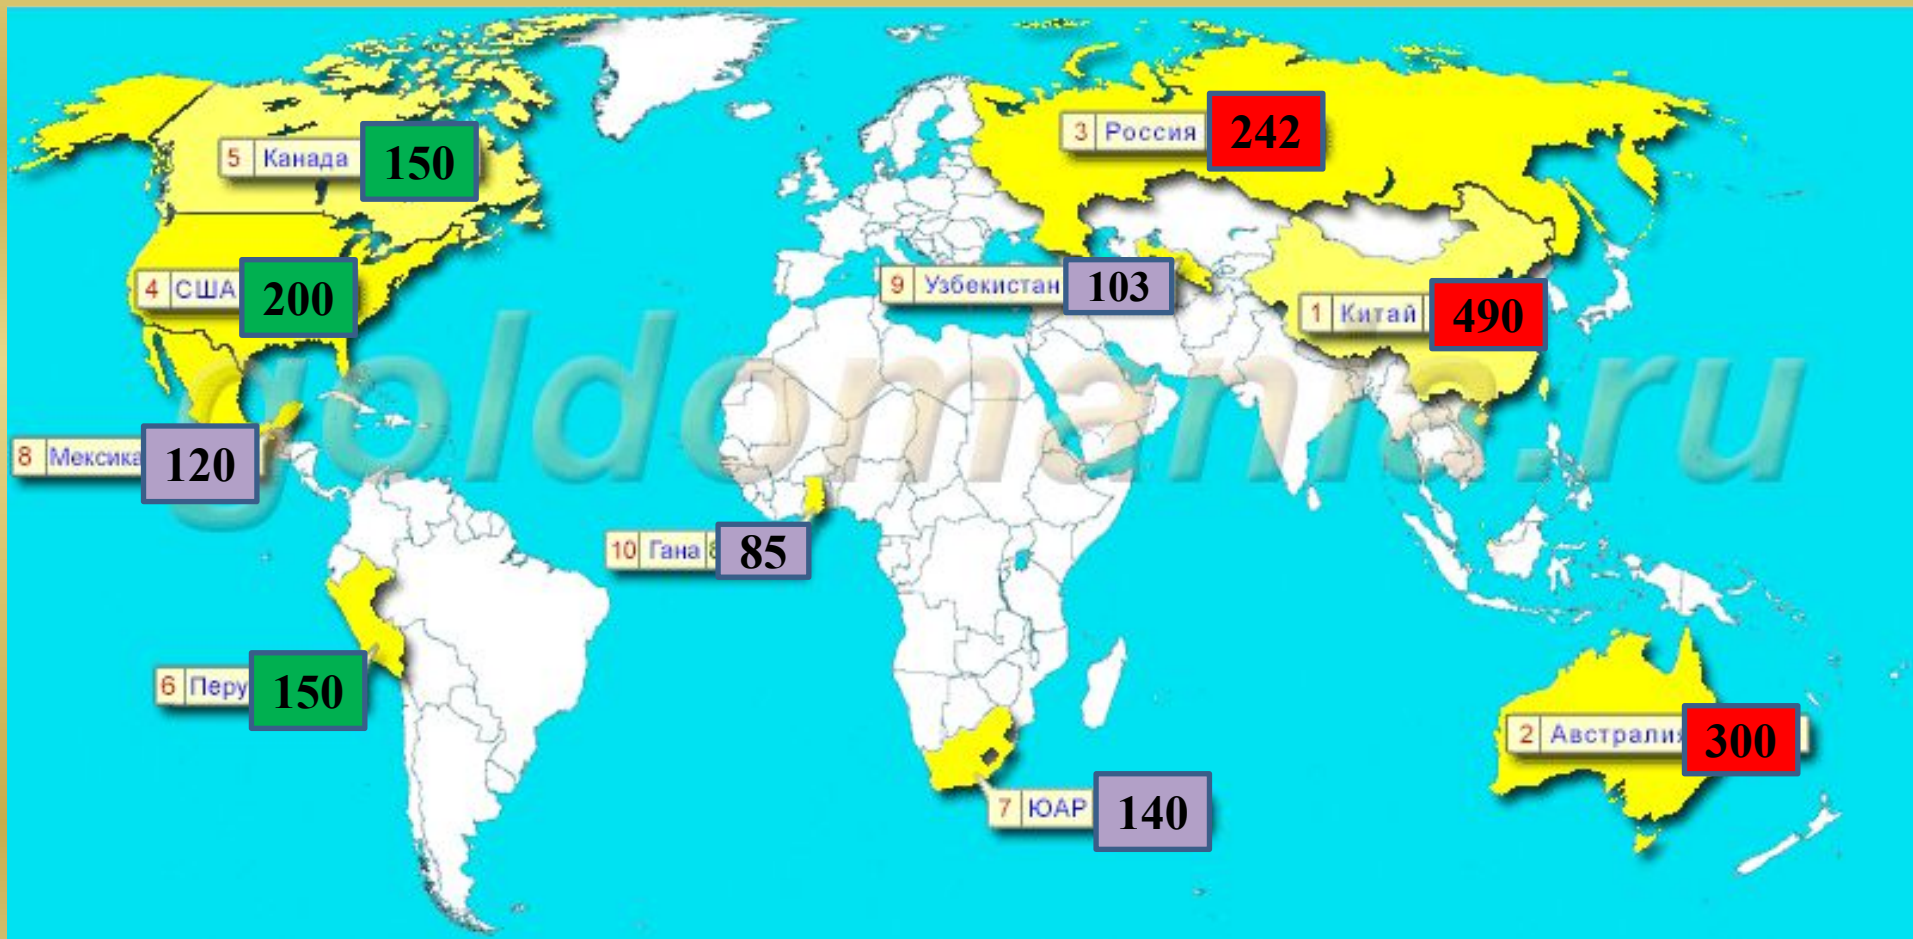 3 Россия 242
5 Канада 150
4 США 200
9 Узбекистан 103
1 Китай 490
goldomania.ru
8 Мексика 120
10 Гана 85
6 Перу 150
2 Австралия 300
7 ЮАР 140